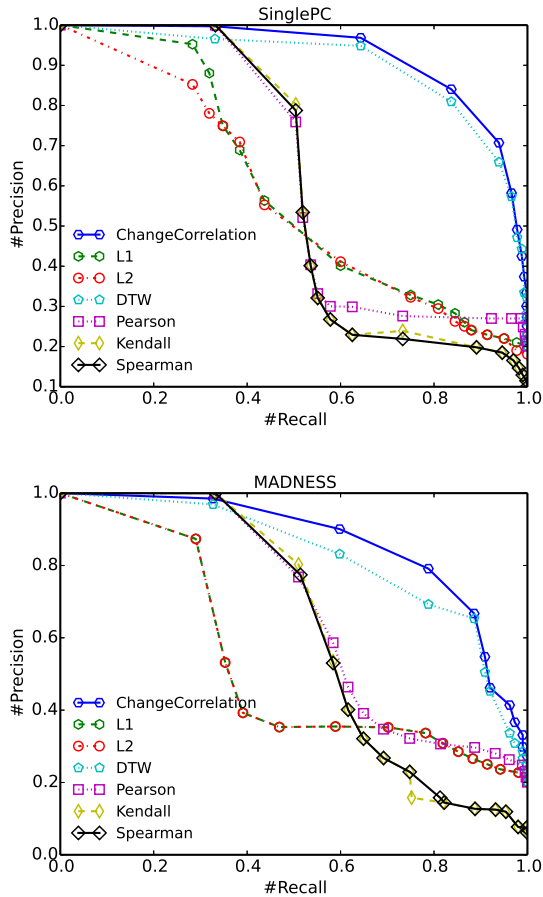 SinglePC
1.0
0.9
0.8
0.7
0.6
0.5
0.4
0.3
0.2
0.1
#Precision
ChangeCorrelation
L1
L2
DTW
Pearson
Kendall
Spearman
0.0 0.2 0.4 0.6 0.8 1.0
#Recall
MADNESS
1.0
0.8
0.6
0.4
0.2
0.0
#Precision
ChangeCorrelation
L1
L2
DTW
Pearson
Kendall
Spearman
0.0 0.2 0.4 0.6 0.8 1.0
#Recall